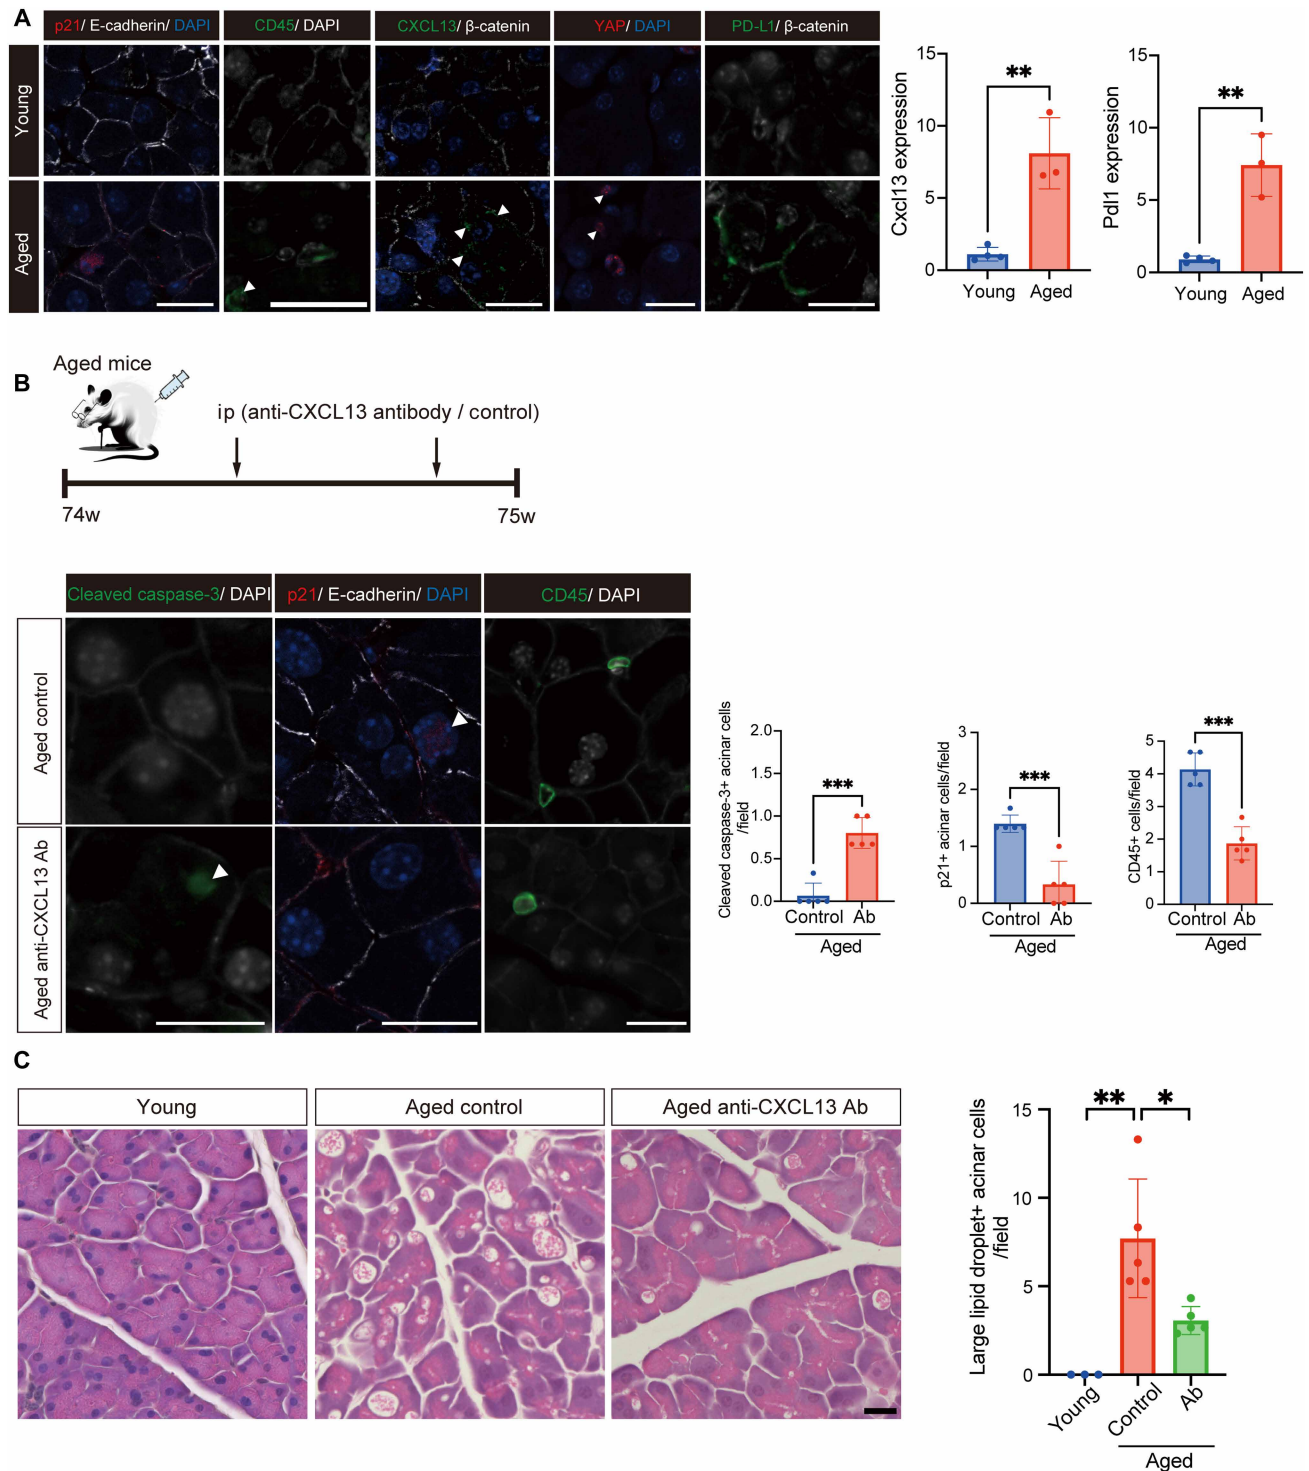 A
p21/ E-cadherin/ DAPI
CD45/ DAPI
CXCL13/ β-catenin
YAP/ DAPI
PD-L1/ β-catenin
Young
Aged
Cxcl13 expression
15
10
5
0
**
Young
Aged
Pdl1 expression
15
10
5
0
**
Young
Aged
B
Aged mice
ip (anti-CXCL13 antibody / control)
74w
75w
Cleaved caspase-3/ DAPI
p21/ E-cadherin/ DAPI
CD45/ DAPI
Aged control
Aged anti-CXCL13 Ab
Cleaved caspase-3+ acinar cells
/field
2.0
1.5
1.0
0.5
0.0
***
Control
Ab
Aged
p21+ acinar cells/field
3
2
1
0
***
Control
Ab
Aged
CD45+ cells/field
5
4
3
2
1
0
***
Control
Ab
Aged
C
Young
Aged control
Aged anti-CXCL13 Ab
Large lipid droplet+ acinar cells
/field
15
10
5
0
**
*
Young
Control
Ab
Aged